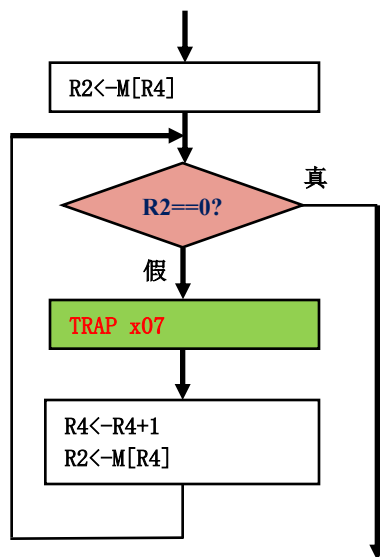 R2<-M[R4]
真
R2==0?
假
TRAP x07
R4<-R4+1
R2<-M[R4]